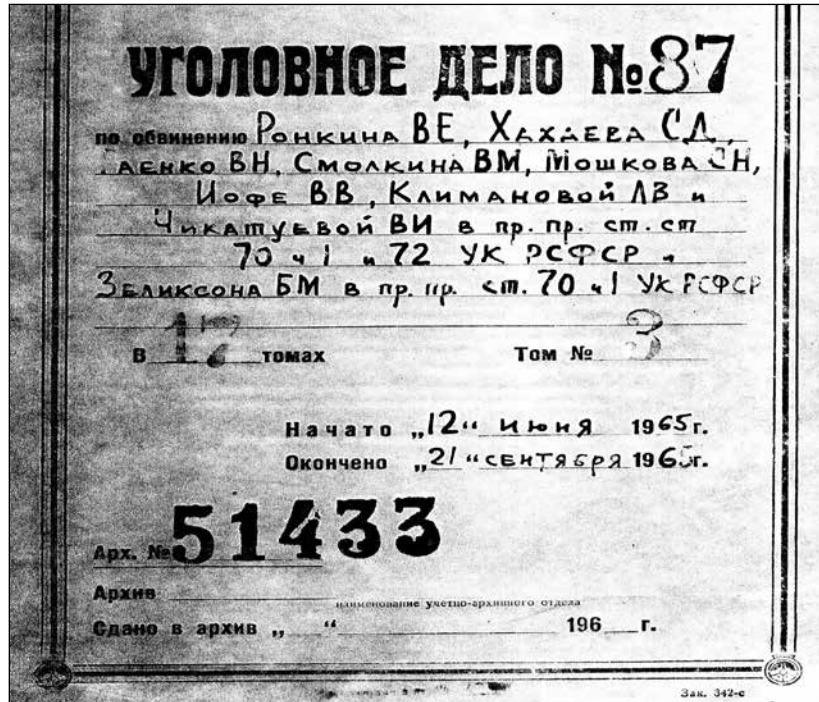 УГОЛОВНОЕ ДЕЛО №87
по обвинению РОНКИНА ВЕ, ХАХАЕВА СД,
ГАЕНКО ВН, СМОЛКИНА ВМ, МОШКОВА СН,
ИОФЕ ВВ, КЛИМАНОВОЙ ЛВ и
ЧИКАТУЕВОЙ ВИ в пр. пр. ст. ст
70 ч 1 и 72 УК РСФСР и
ЗЕЛИКСОНА БМ в пр. пр. ст. 70 ч 1 УК РСФСР
В 17 томах Том № 3
Начато „12“ июня 1965г.
Окончено „21“ сентября 1965г.
Арх. № 51433
Архив
наименование учетно-архивного отдела
Сдано в архив „ “ 196 г.
Зак. 342-с